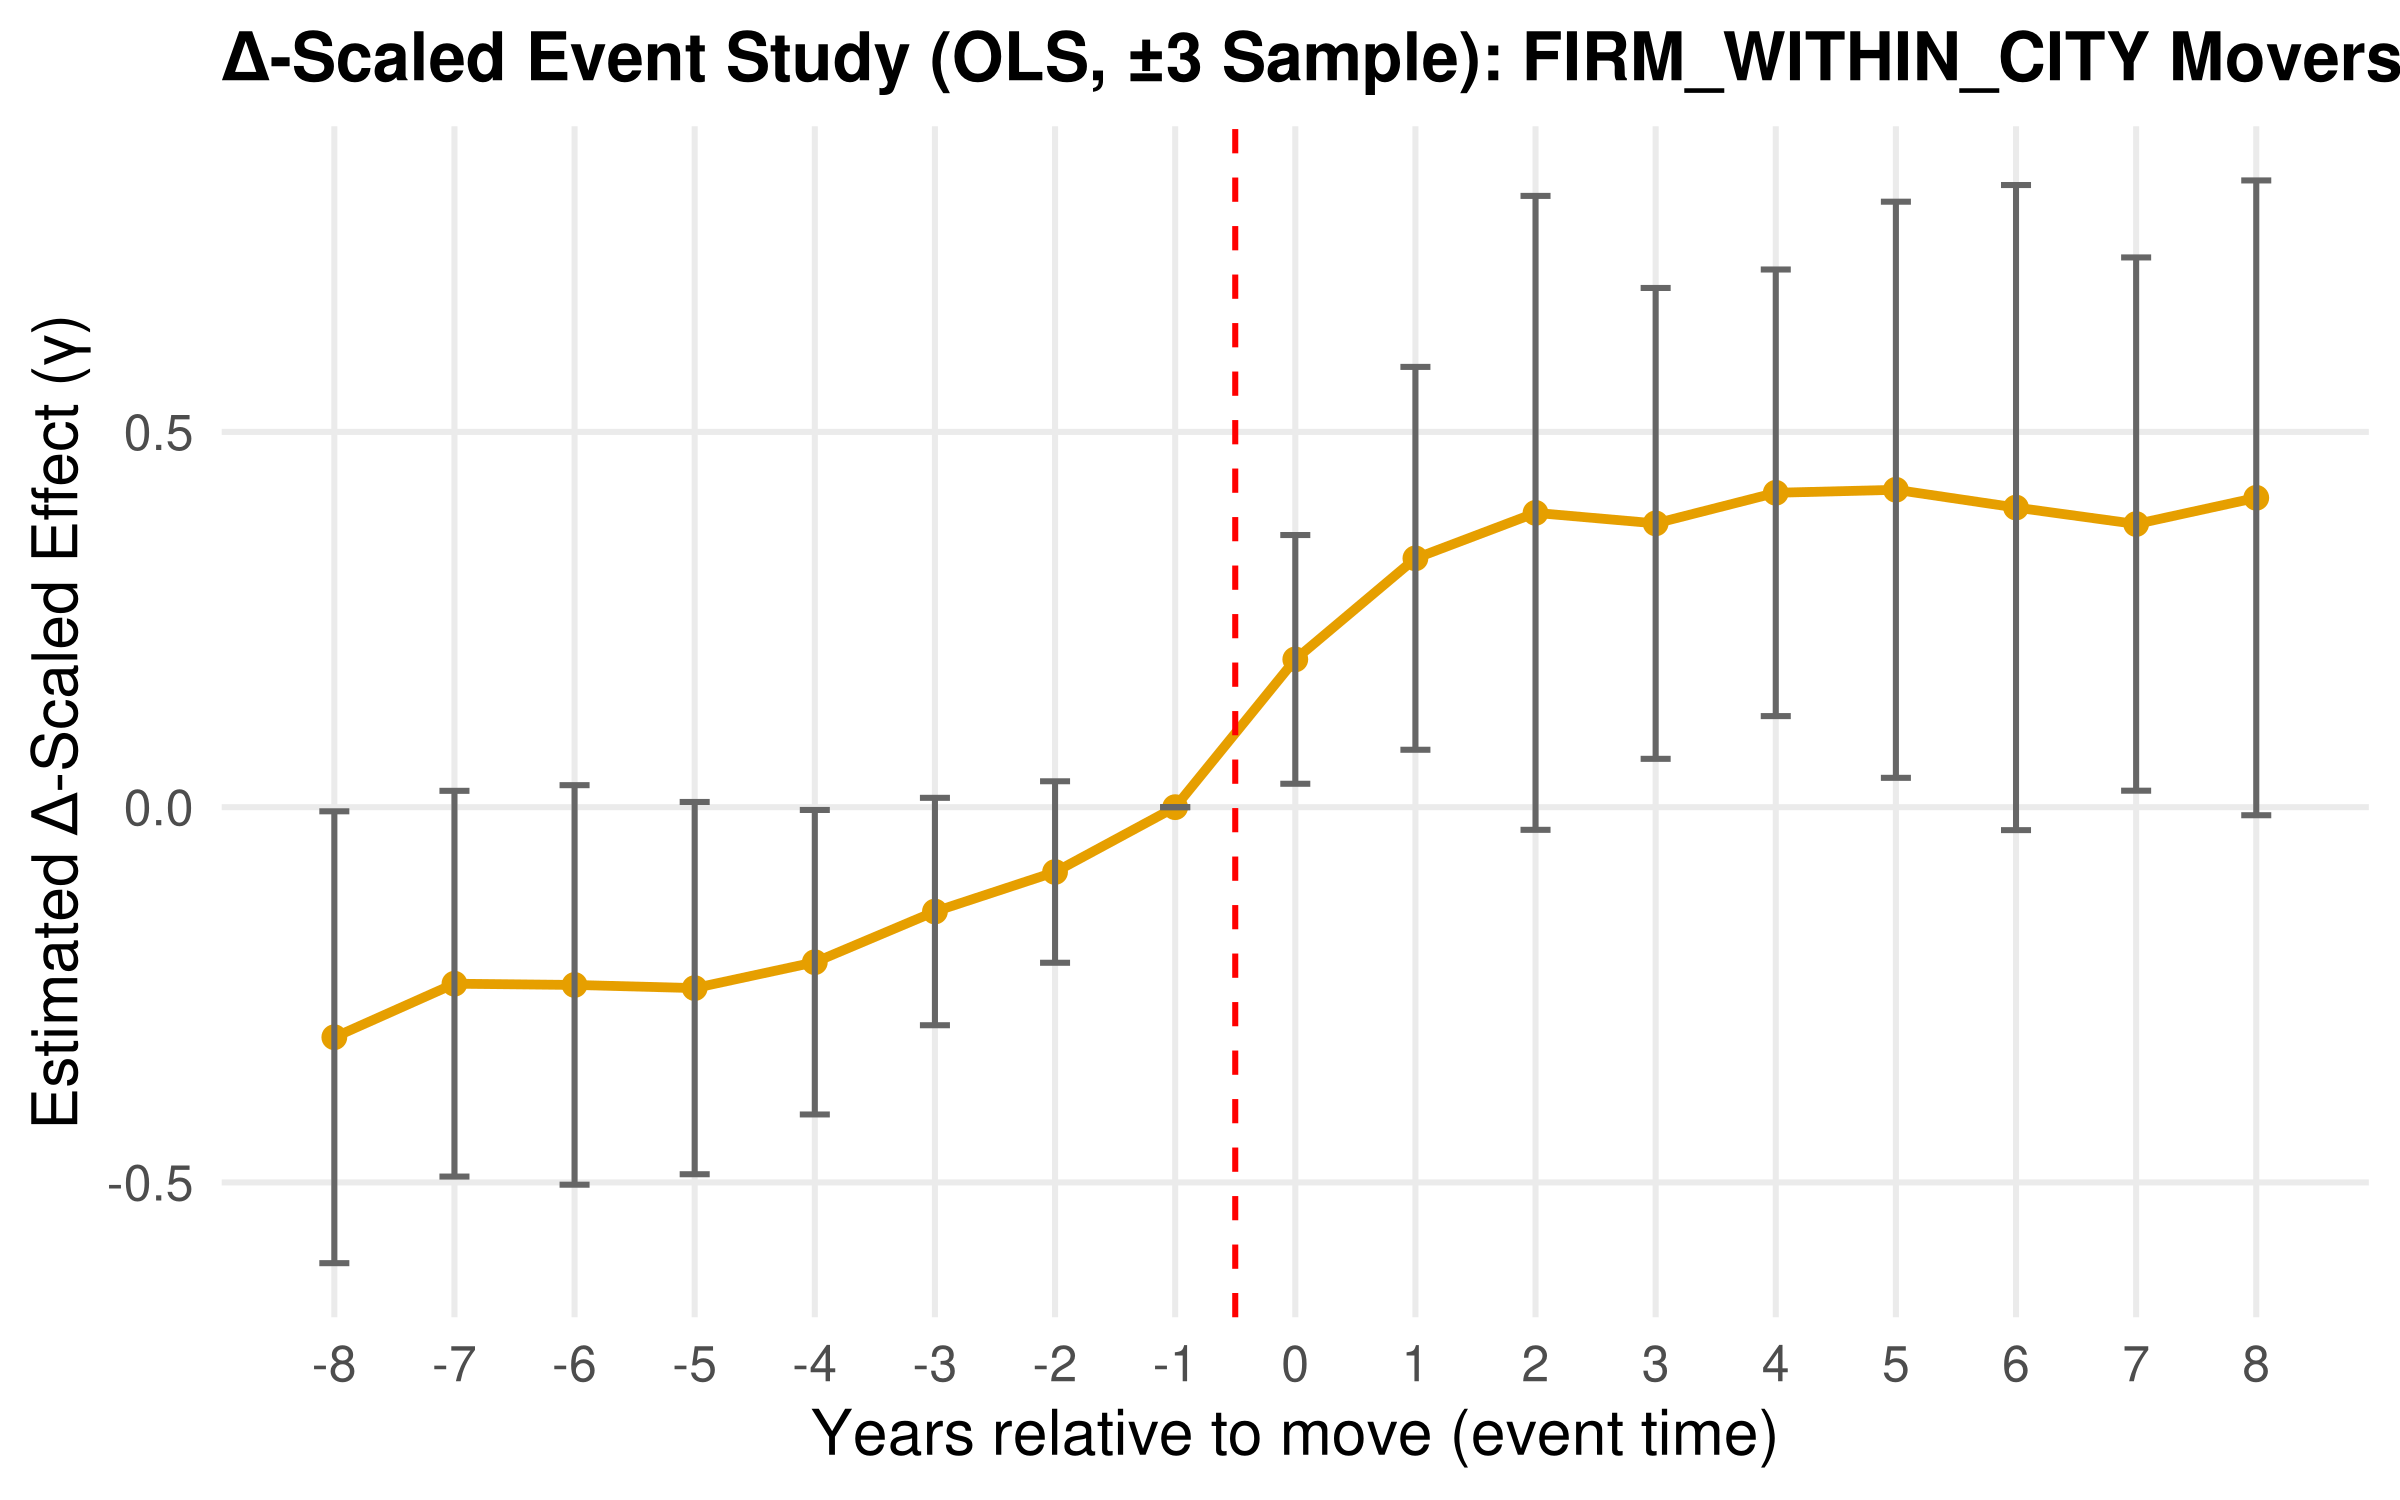 Δ-Scaled Event Study (OLS, ±3 Sample): FIRM_WITHIN_CITY Movers
Estimated Δ-Scaled Effect (γ)
0.5
0.0
-0.5
-8 -7 -6 -5 -4 -3 -2 -1 0 1 2 3 4 5 6 7 8
Years relative to move (event time)